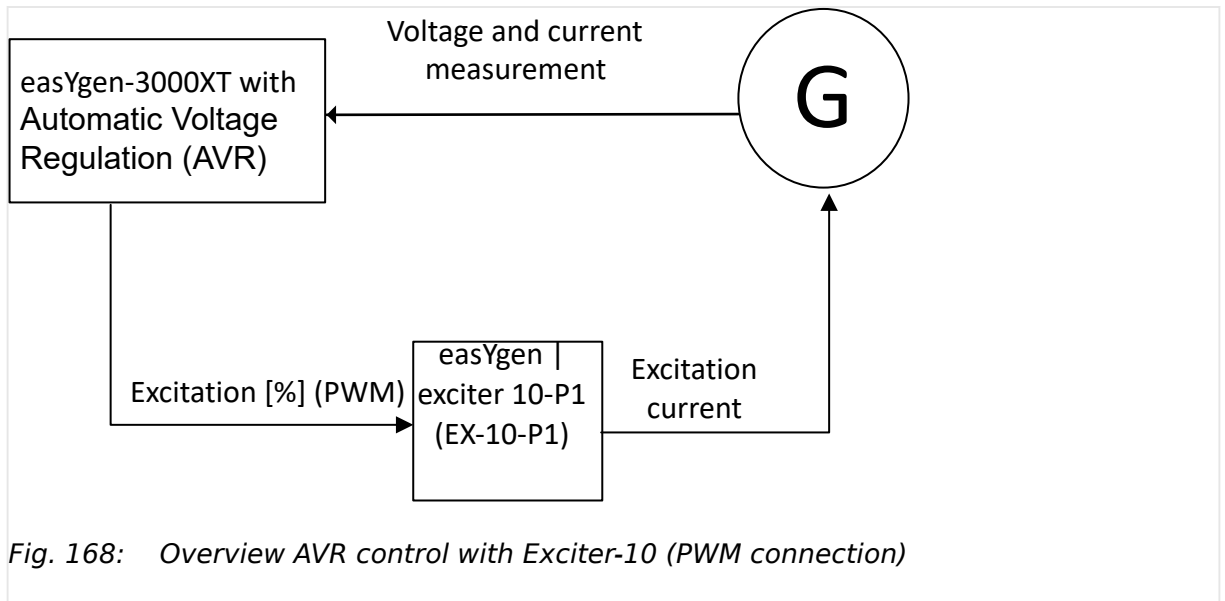 Voltage and current
measurement
easYgen-3000XT with
Automatic Voltage
Regulation (AVR)
G
Excitation [%] (PWM)
easYgen |
exciter 10-P1
(EX-10-P1)
Excitation
current
Fig. 168: Overview AVR control with Exciter-10 (PWM connection)